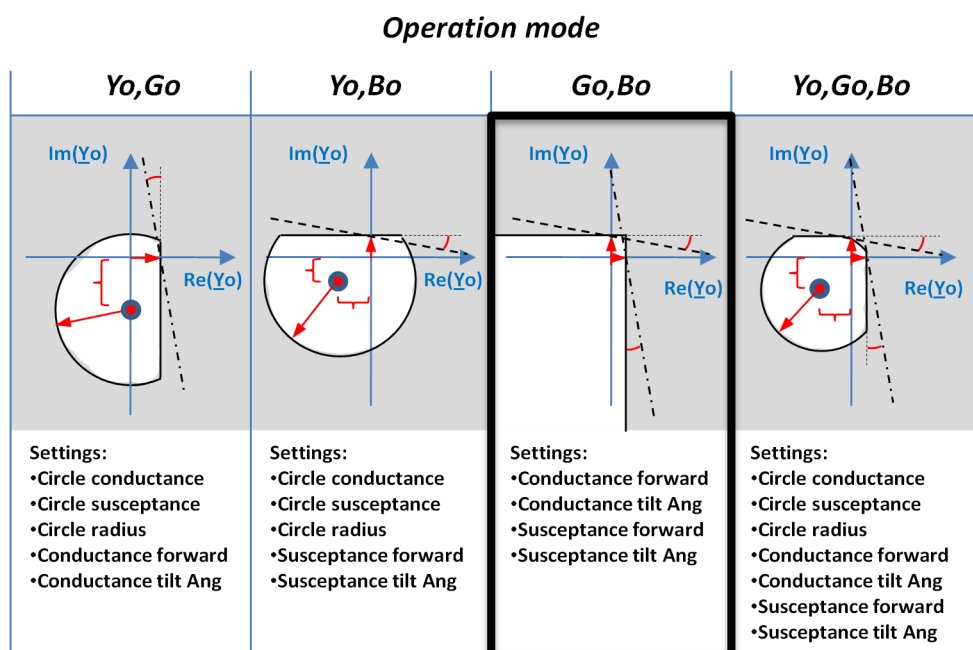 Operation mode
Yo,Go
Yo,Bo
Go,Bo
Yo,Go,Bo
Im(Yo)
Re(Yo)
Im(Yo)
Re(Yo)
Im(Yo)
Re(Yo)
Im(Yo)
Re(Yo)
Settings:
•Circle conductance
•Circle susceptance
•Circle radius
•Conductance forward
•Conductance tilt Ang
Settings:
•Circle conductance
•Circle susceptance
•Circle radius
•Susceptance forward
•Susceptance tilt Ang
Settings:
•Conductance forward
•Conductance tilt Ang
•Susceptance forward
•Susceptance tilt Ang
Settings:
•Circle conductance
•Circle susceptance
•Circle radius
•Conductance forward
•Conductance tilt Ang
•Susceptance forward
•Susceptance tilt Ang